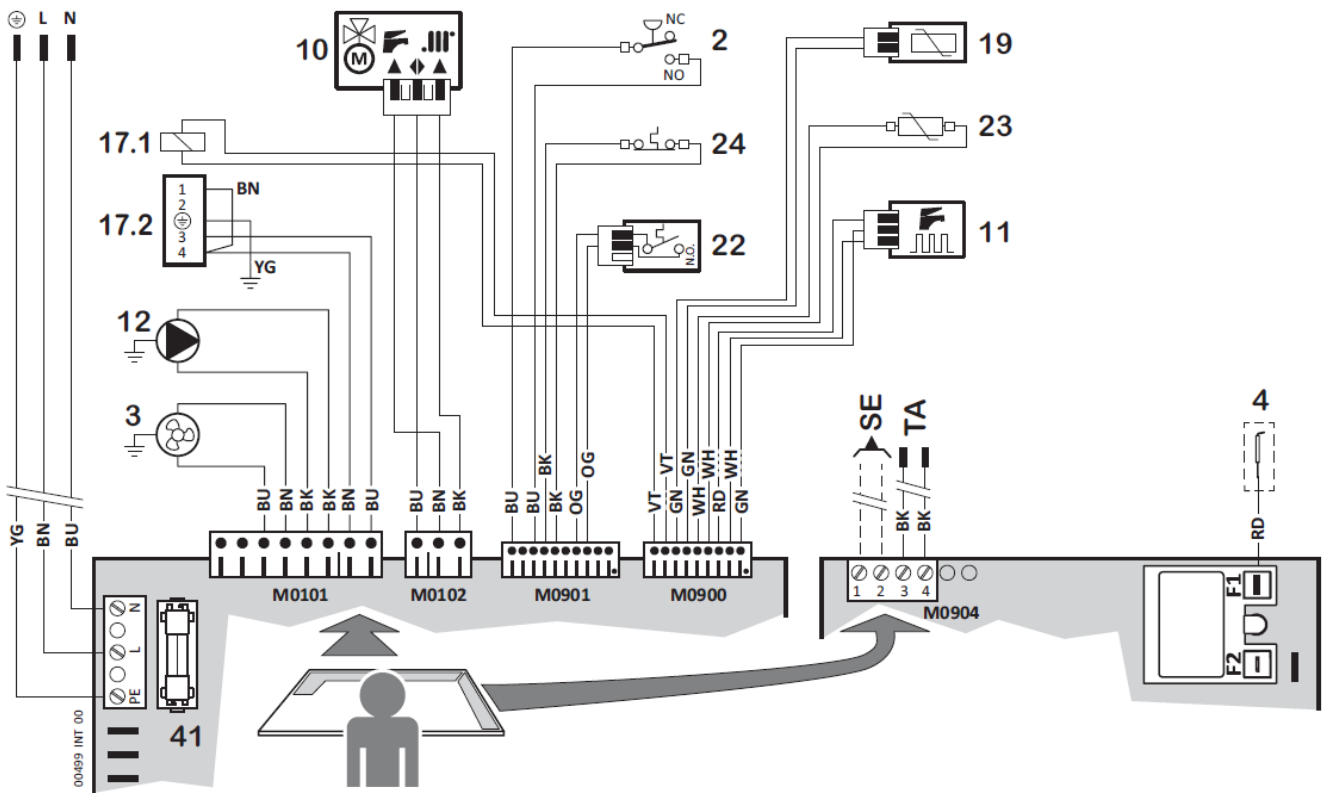 L N
10
M
NC
2
NO
19
17.1
24
23
1
2
3
4
BN
17.2
YG
22
N.O.
11
12
3
SE
TA
4
YG
BN
BU
BU
BN
BK
BK
BN
BU
BU
BN
BK
BU
BU
BK
BK
OG
OG
VT
VT
GN
GN
WH
WH
RD
WH
GN
BK
BK
RD
M0101
M0102
M0901
M0900
1 2 3 4
M0904
F1
F2
N
L
PE
41
00499 INT 00